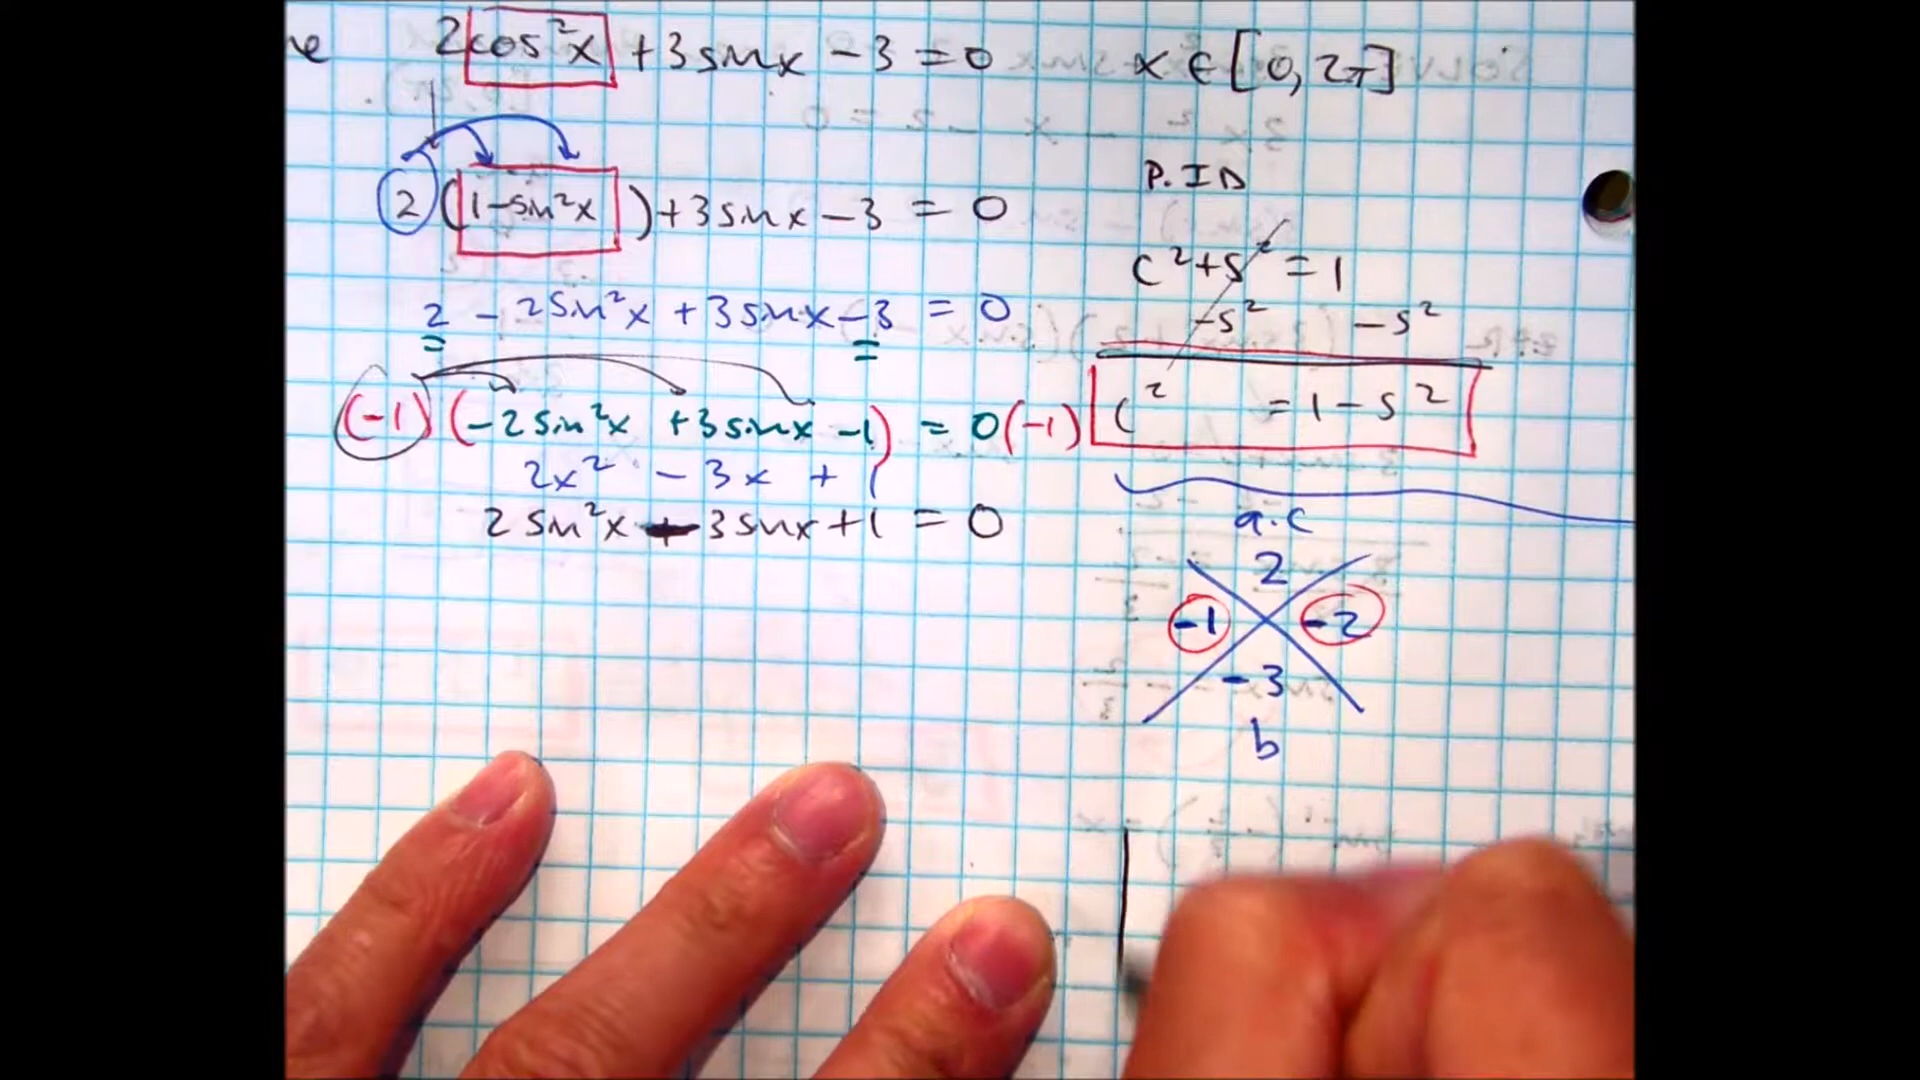 2cos²x +3sinx -3 = 0 x ∈ [0, 2π]
2 (1-sin²x) +3sinx -3 = 0
2 - 2sin²x +3sinx -3 = 0
(-1) (-2sin²x +3sinx -1) = 0(-1)
2x² - 3x + 1
2sin²x - 3sinx +1 = 0
P. ID
c²+s² = 1
-s² -s²
c² = 1-s²
a.c
2
-1 -2
-3
b